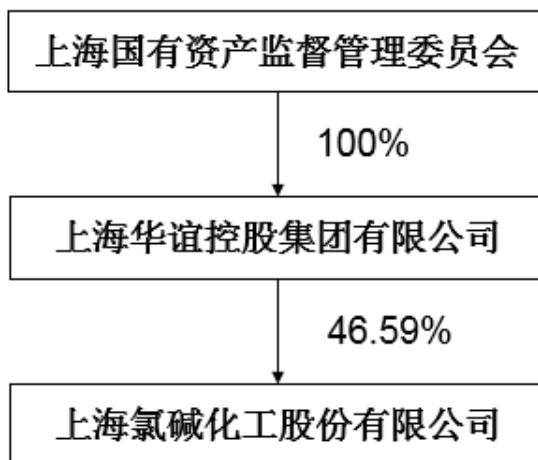 上海国有资产监督管理委员会
100%
上海华谊控股集团有限公司
46.59%
上海氯碱化工股份有限公司